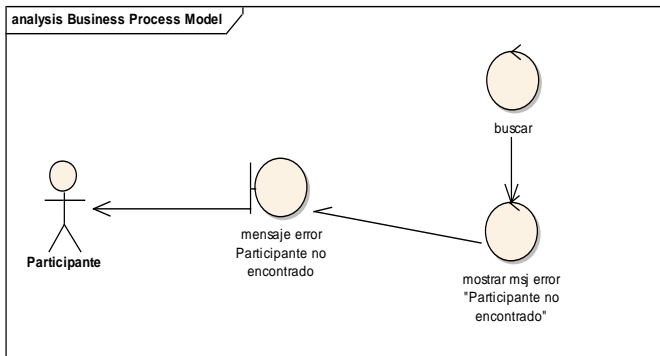 analysis Business Process Model
buscar
mensaje error
Participante no
encontrado
Participante
mostrar msj error
"Participante no
encontrado"